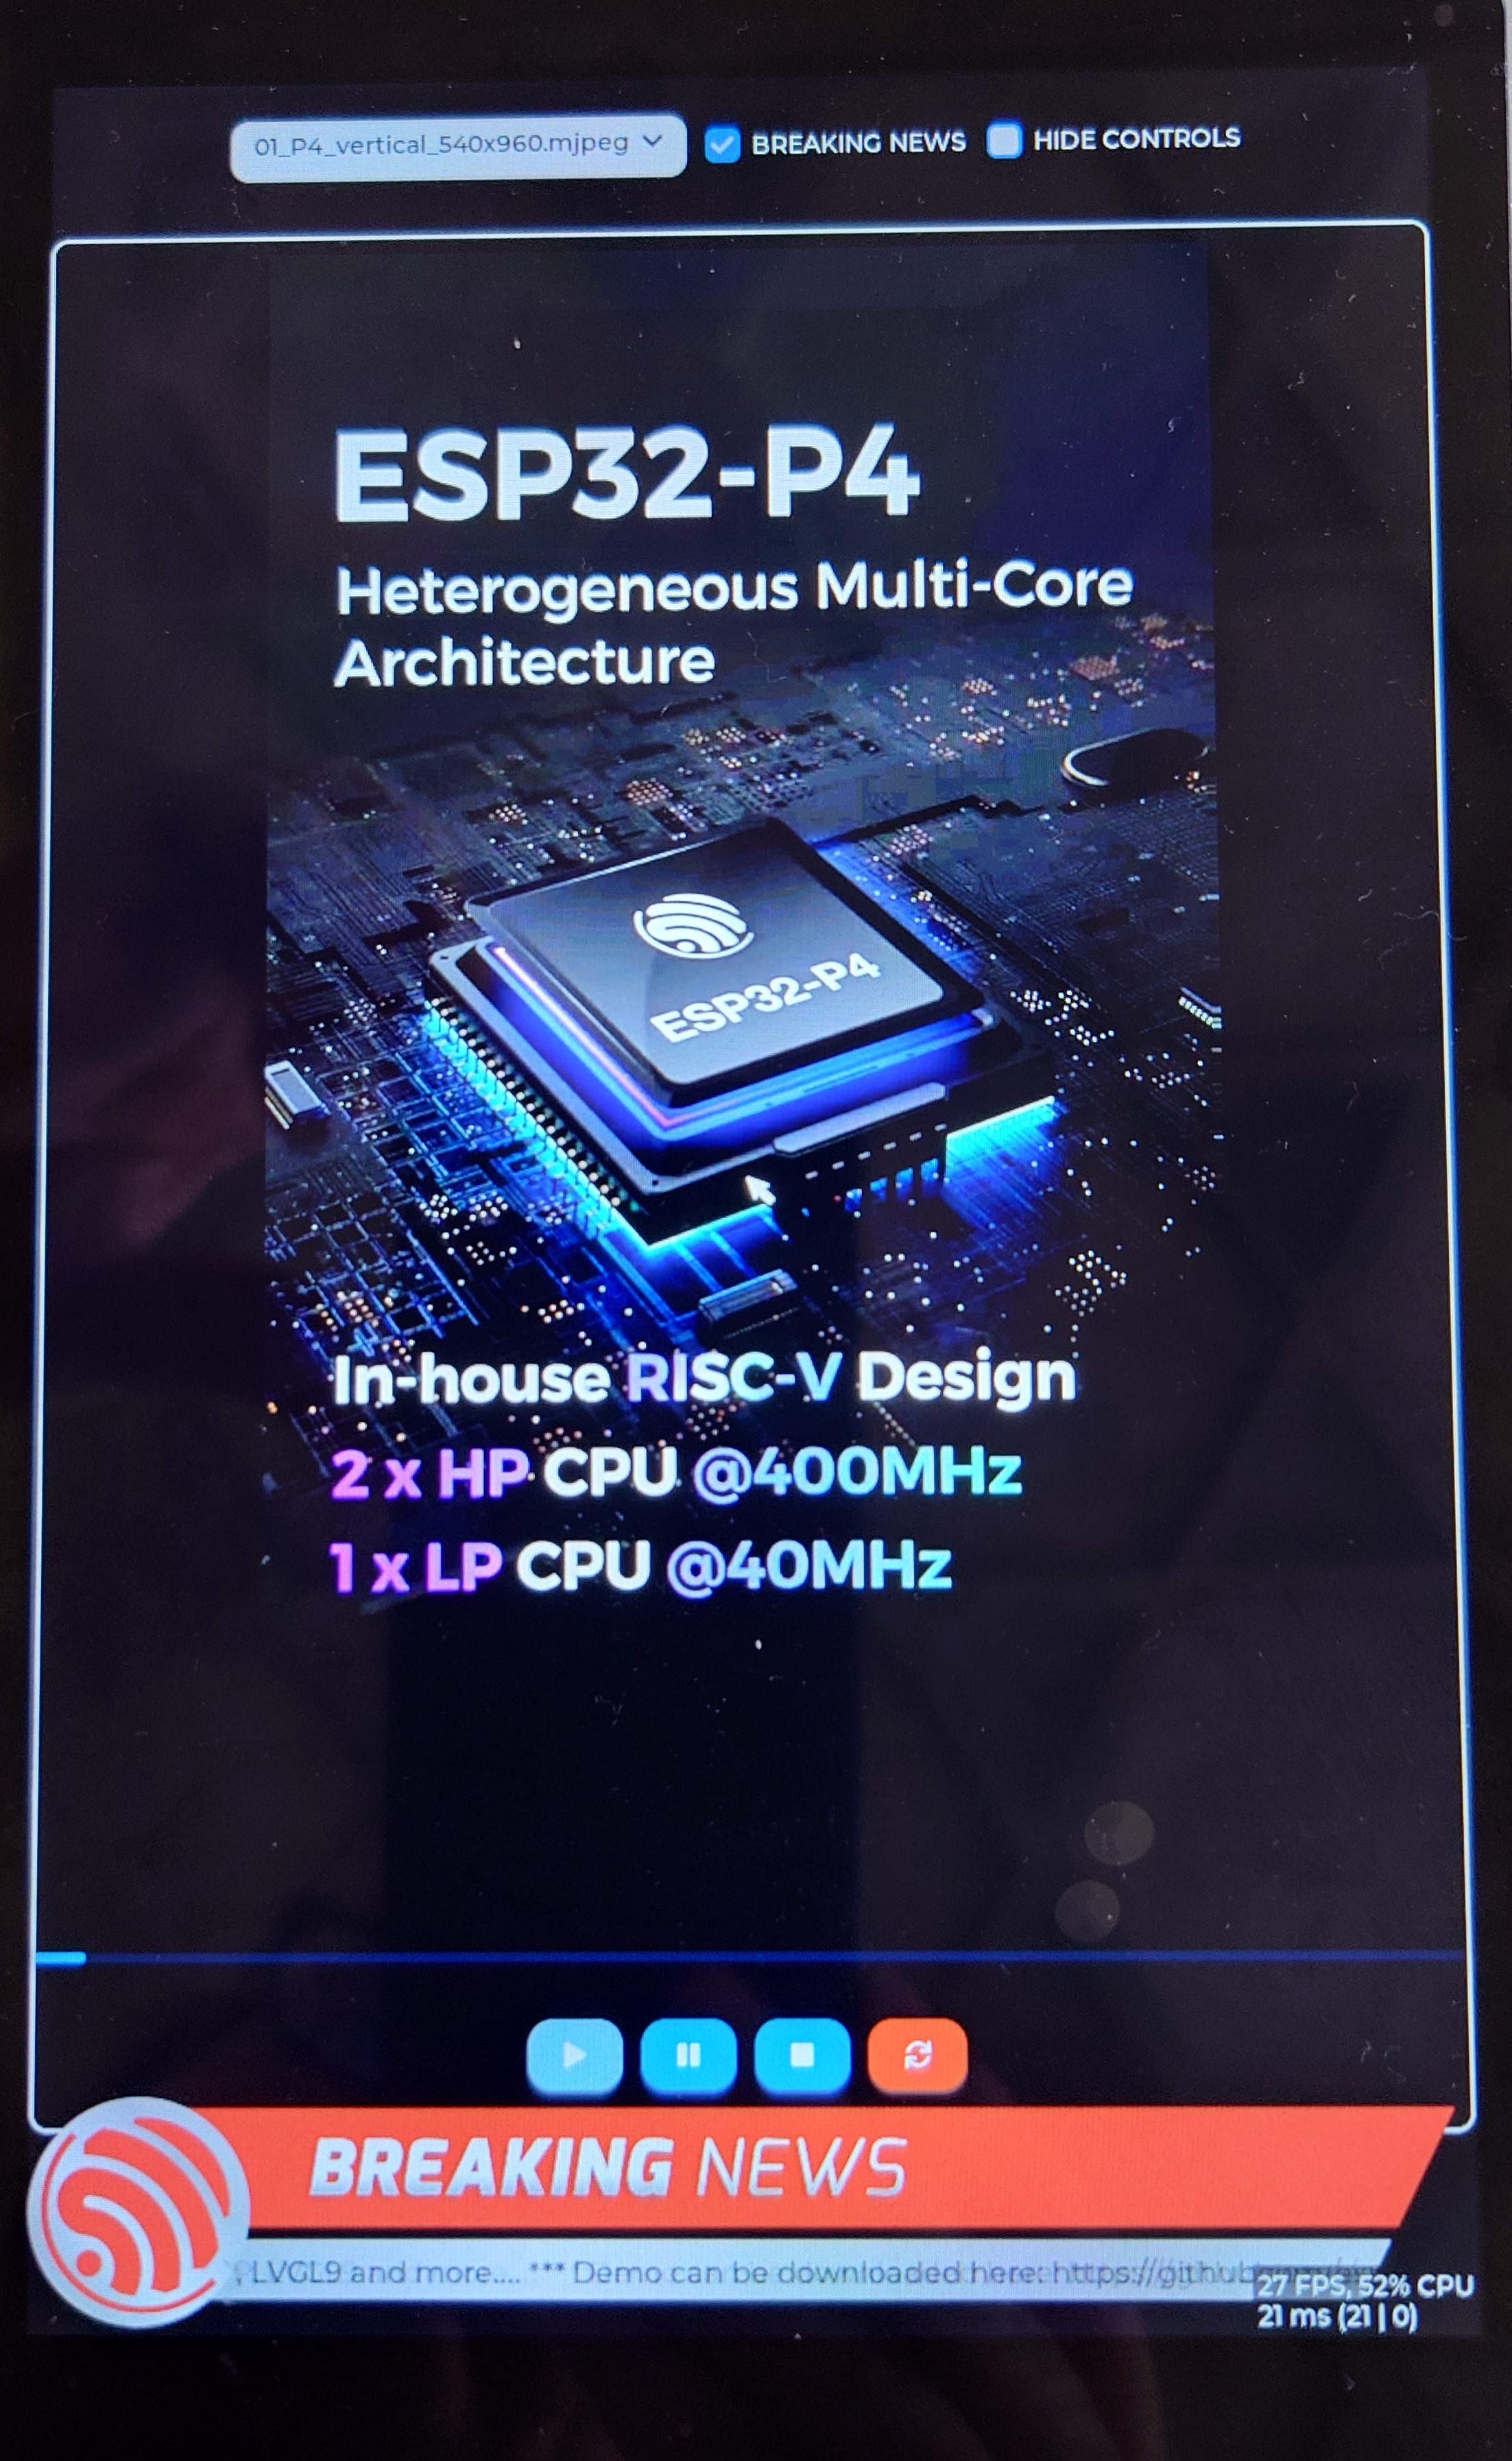 01_P4_vertical_540x960.mjpeg BREAKING NEWS HIDE CONTROLS
ESP32-P4
Heterogeneous Multi-Core
Architecture
ESP32-P4
In-house RISC-V Design
2 x HP CPU @400MHz
1 x LP CPU @40MHz
BREAKING NEWS
, LVGL9 and more.... *** Demo can be downloaded here: https://github
27 FPS, 52% CPU
21 ms (21 | 0)